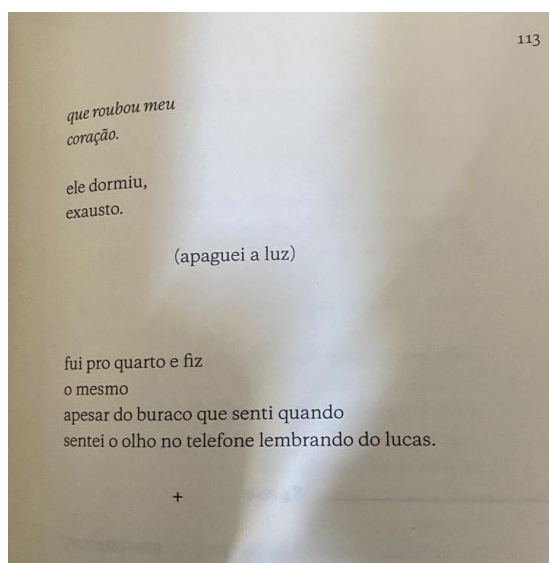 113
que roubou meu
coração.
ele dormiu,
exausto.
(apaguei a luz)
fui pro quarto e fiz
o mesmo
apesar do buraco que senti quando
sentei o olho no telefone lembrando do lucas.
+